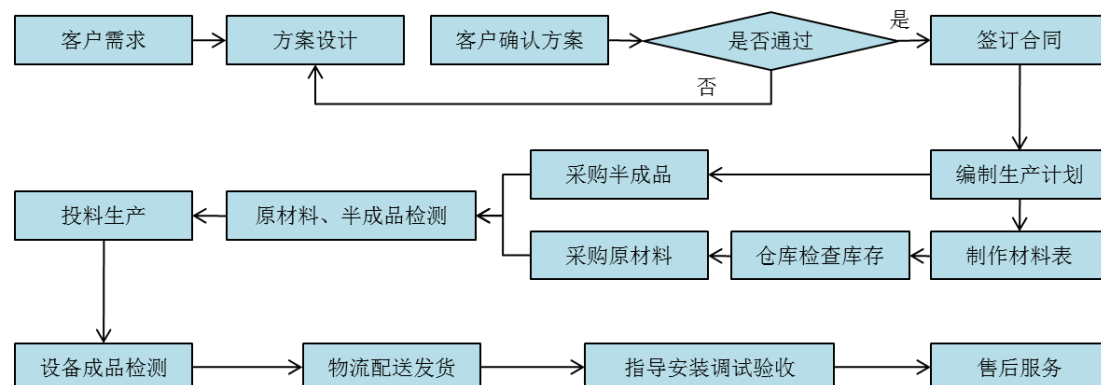 客户需求
方案设计
客户确认方案
是否通过
是
签订合同
否
采购半成品
编制生产计划
投料生产
原材料、半成品检测
采购原材料
仓库检查库存
制作材料表
设备成品检测
物流配送发货
指导安装调试验收
售后服务